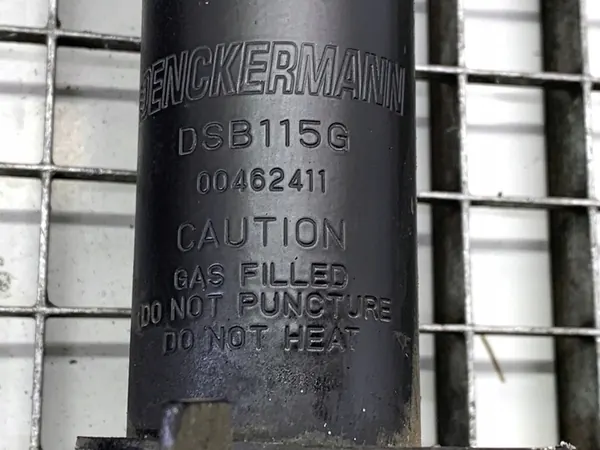 DENCKERMANN
DSB115G
00462411
CAUTION
GAS FILLED
DO NOT PUNCTURE
DO NOT HEAT